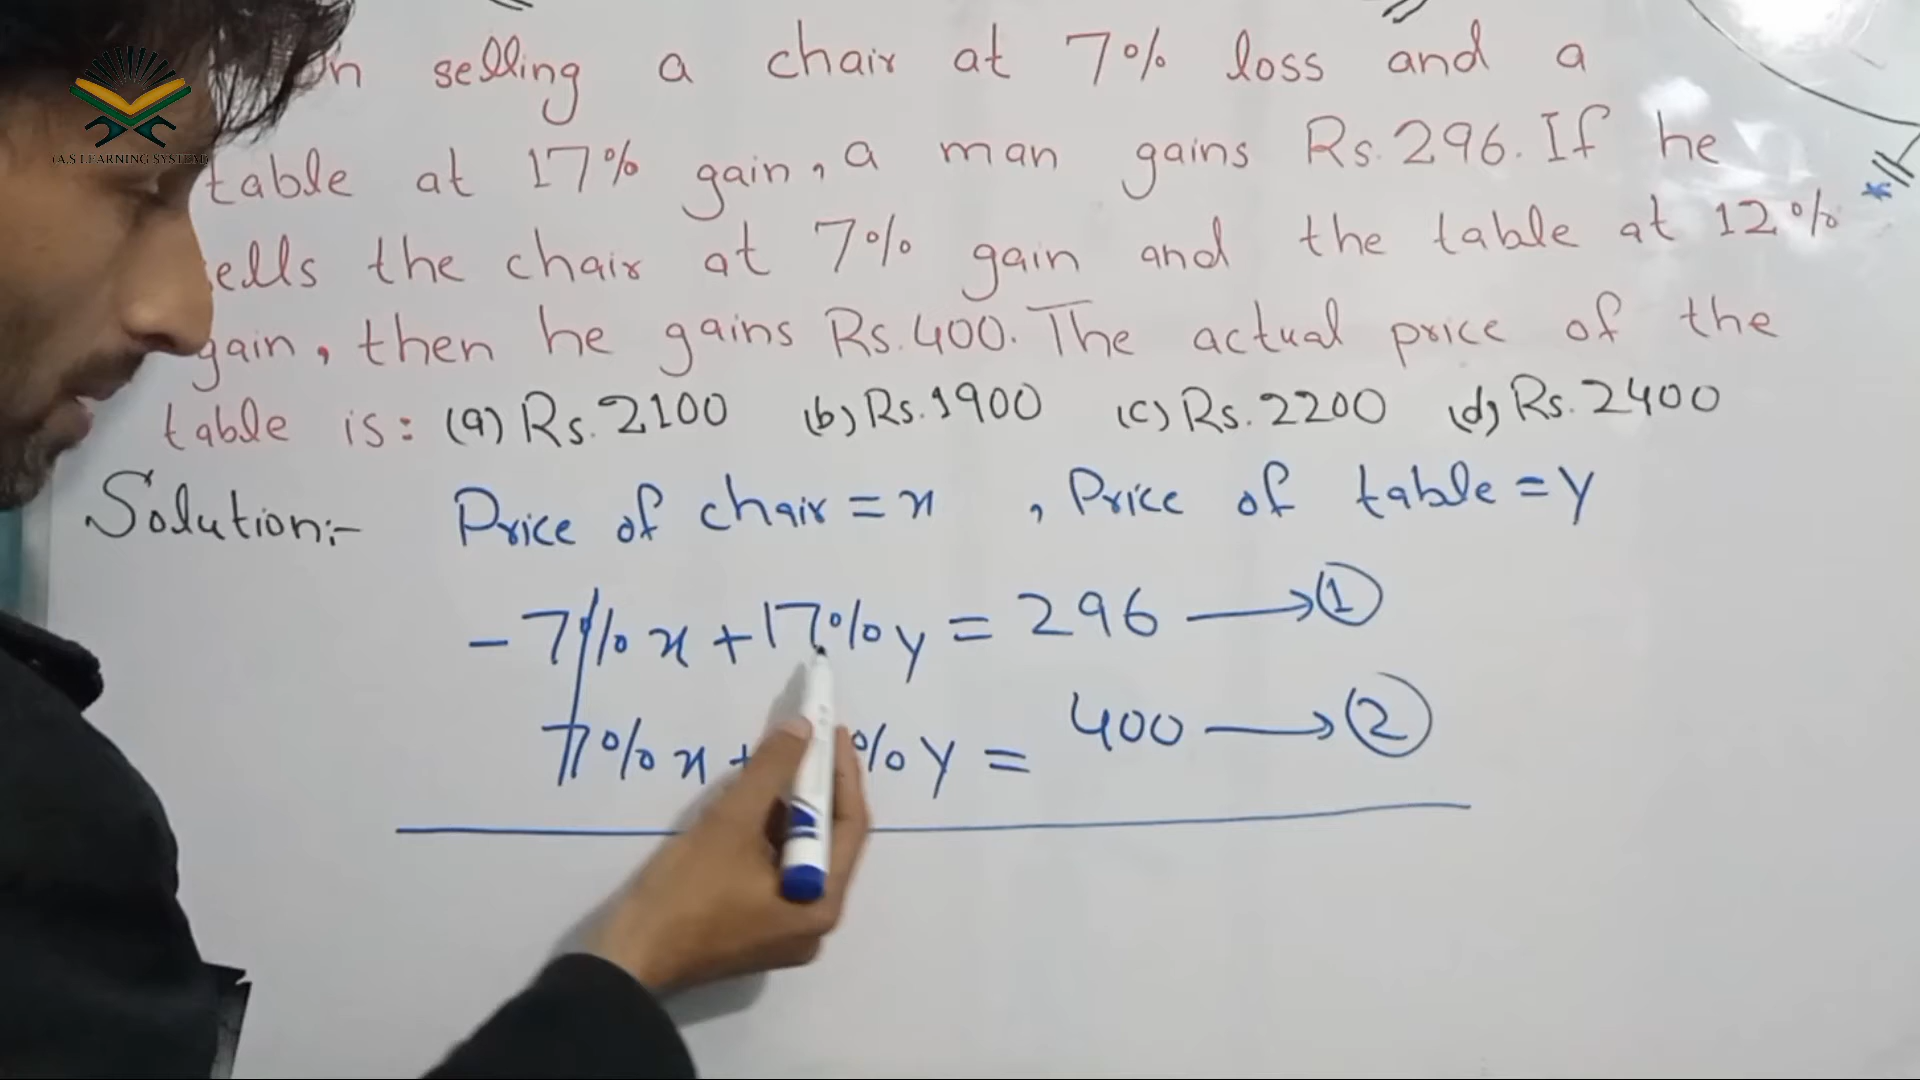 (A.S LEARNING SYSTEM)
selling a chair at 7% loss and a
table at 17% gain, a man gains Rs.296. If he
ells the chair at 7% gain and the table at 12%
gain, then he gains Rs.400. The actual price of the
table is: (a) Rs.2100 (b) Rs.1900 (c) Rs.2200 (d) Rs.2400
Solution:- Price of chair = x , Price of table = y
-7% x + 17% y = 296 → 1
7% x + % y = 400 → 2